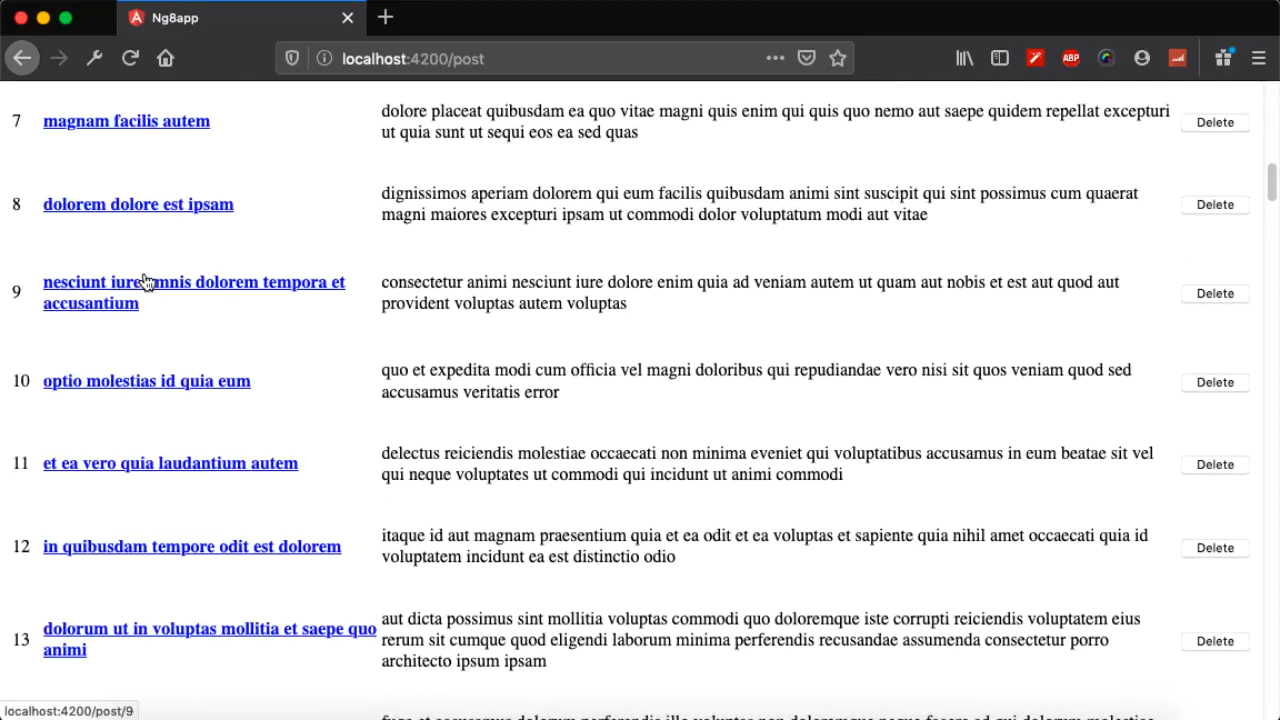 Ng8app
localhost:4200/post
ABP
7 magnam facilis autem dolore placeat quibusdam ea quo vitae magni quis enim qui quis quo nemo aut saepe quidem repellat excepturi
ut quia sunt ut sequi eos ea sed quas
Delete
8 dolorem dolore est ipsam dignissimos aperiam dolorem qui eum facilis quibusdam animi sint suscipit qui sint possimus cum quaerat
magni maiores excepturi ipsam ut commodi dolor voluptatum modi aut vitae
Delete
9 nesciunt iure omnis dolorem tempora et
accusantium
consectetur animi nesciunt iure dolore enim quia ad veniam autem ut quam aut nobis et est aut quod aut
provident voluptas autem voluptas
Delete
10 optio molestias id quia eum quo et expedita modi cum officia vel magni doloribus qui repudiandae vero nisi sit quos veniam quod sed
accusamus veritatis error
Delete
11 et ea vero quia laudantium autem delectus reiciendis molestiae occaecati non minima eveniet qui voluptatibus accusamus in eum beatae sit vel
qui neque voluptates ut commodi qui incidunt ut animi commodi
Delete
12 in quibusdam tempore odit est dolorem itaque id aut magnam praesentium quia et ea odit et ea voluptas et sapiente quia nihil amet occaecati quia id
voluptatem incidunt ea est distinctio odio
Delete
13 dolorum ut in voluptas mollitia et saepe quo
animi
aut dicta possimus sint mollitia voluptas commodi quo doloremque iste corrupti reiciendis voluptatem eius
rerum sit cumque quod eligendi laborum minima perferendis recusandae assumenda consectetur porro
architecto ipsum ipsam
Delete
localhost:4200/post/9